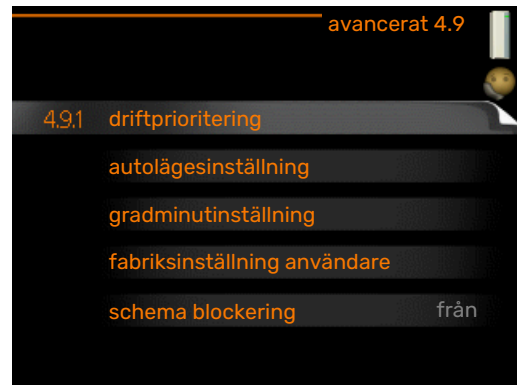 avancerat 4.9
4.9.1 driftprioritering
autolägesinställning
gradminutinställning
fabriksinställning användare
schema blockering från